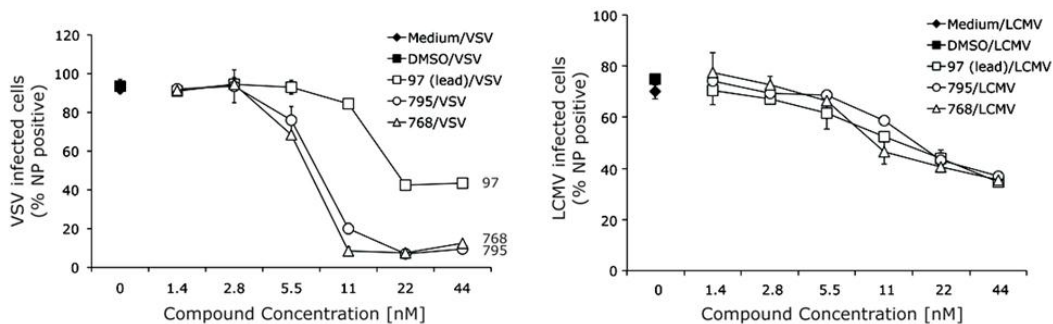 VSV infected cells
(% NP positive)
120
100
80
60
40
20
0
Medium/VSV
DMSO/VSV
97 (lead)/VSV
795/VSV
768/VSV
97
768
795
0 1.4 2.8 5.5 11 22 44
Compound Concentration [nM]
LCMV infected cells
(% NP positive)
100
80
60
40
20
0
Medium/LCMV
DMSO/LCMV
97 (lead)/LCMV
795/LCMV
768/LCMV
0 1.4 2.8 5.5 11 22 44
Compound Concentration [nM]